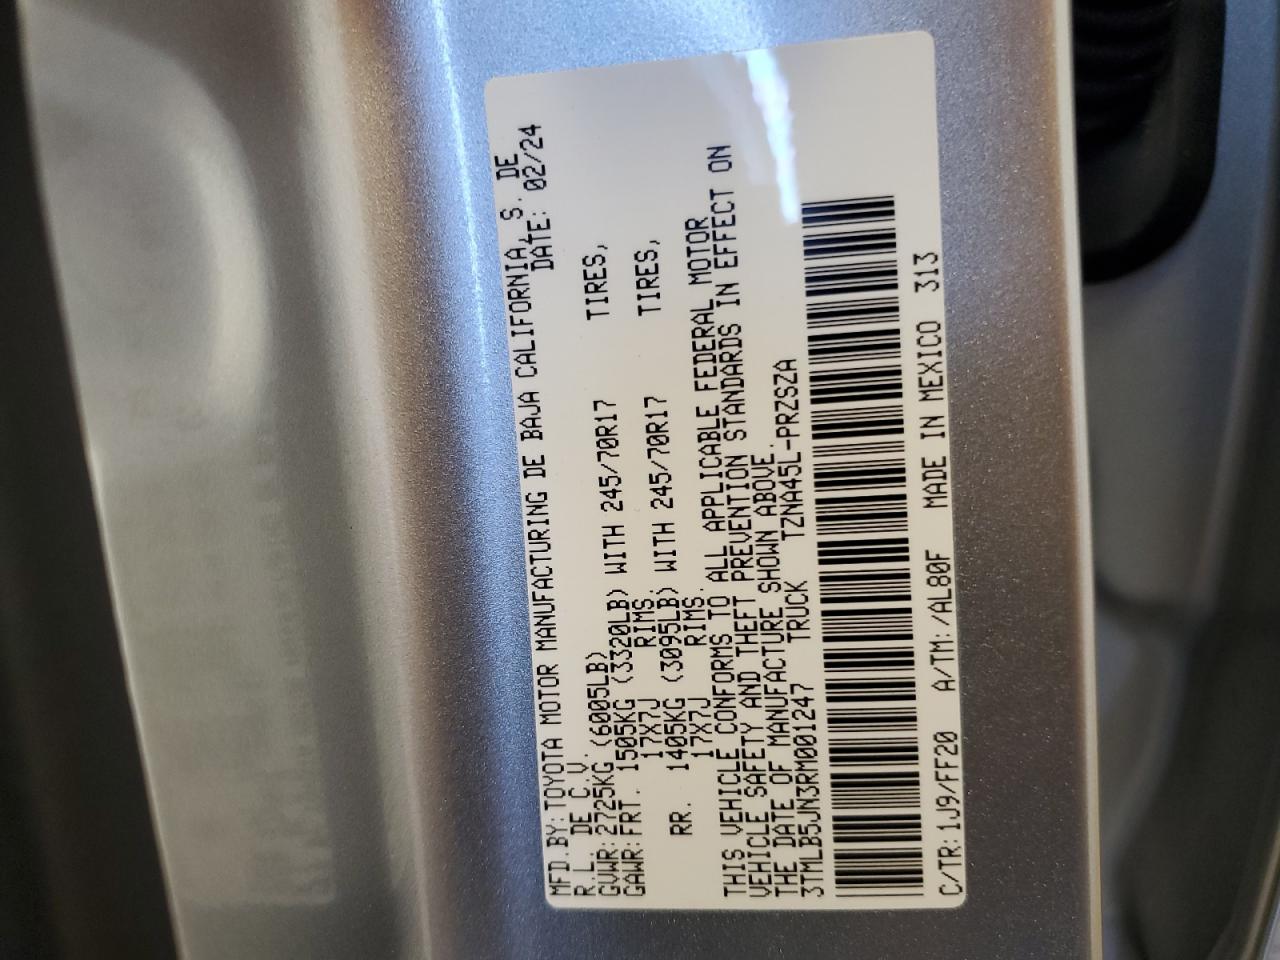 MFD.BY:TOYOTA MOTOR MANUFACTURING DE BAJA CALIFORNIA, S. DE
R.L. DE C.V. DATE: 02/24
GVWR:2725KG (6005LB)
GAWR:FRT. 1505KG (3320LB) WITH 245/70R17 TIRES,
17X7J RIMS.
RR. 1405KG (3095LB) WITH 245/70R17 TIRES,
17X7J RIMS.
THIS VEHICLE CONFORMS TO ALL APPLICABLE FEDERAL MOTOR
VEHICLE SAFETY AND THEFT PREVENTION STANDARDS IN EFFECT ON
THE DATE OF MANUFACTURE SHOWN ABOVE.
3TMLB5JN3RM001247 TRUCK TZNA45L-PRZSZA
C/TR:1J9/FF20 A/TM:/AL80F MADE IN MEXICO 313